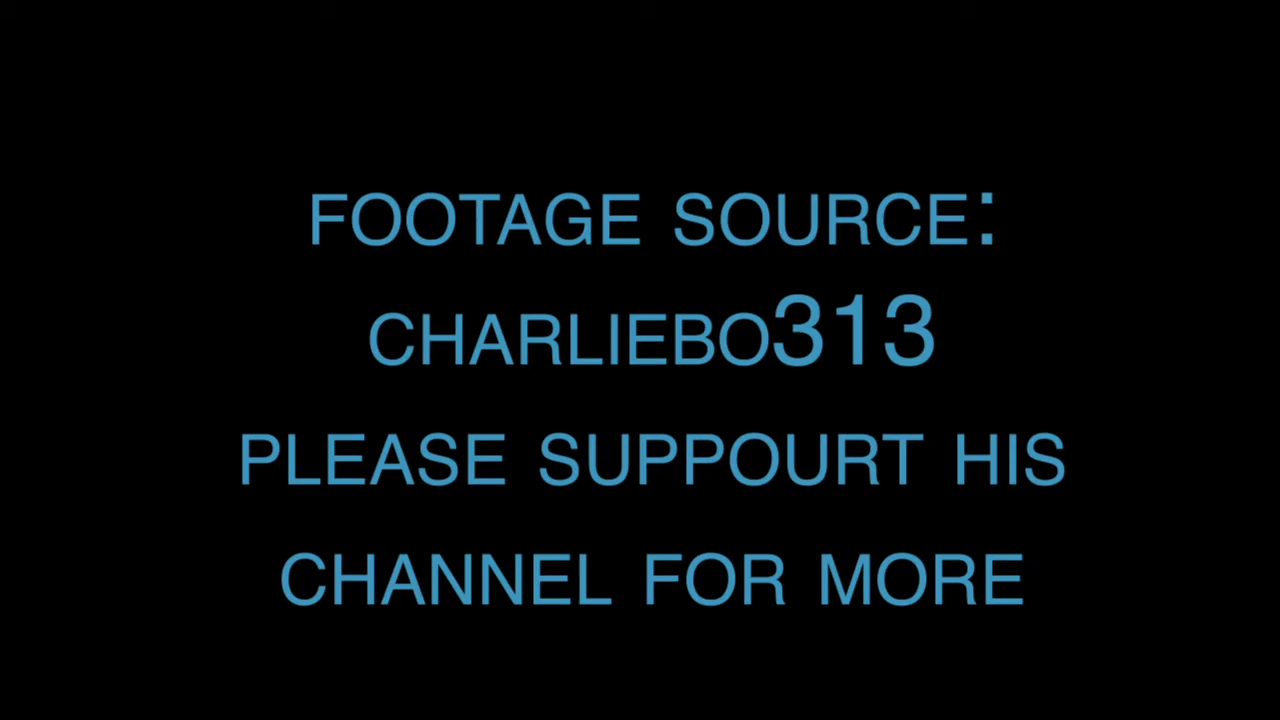 FOOTAGE SOURCE:
CHARLIEBO313
PLEASE SUPPOURT HIS
CHANNEL FOR MORE